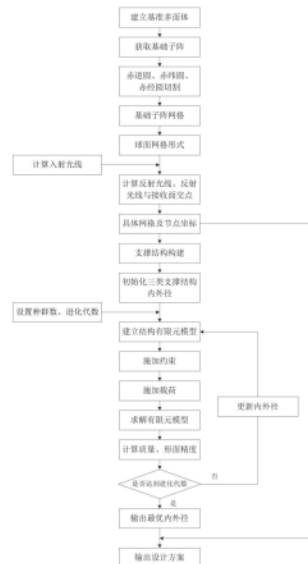 建立基准多面体
获取基础子阵
赤道圆、赤纬圆、
赤经圆切割
基础子阵网格
球面网格形式
计算入射光线
计算反射光线、反射
光线与接收面交点
具体网格及节点坐标
支撑结构构建
初始化三类支撑结构
内外径
设置种群数、进化代数
建立结构有限元模型
施加约束
施加载荷
更新内外径
求解有限元模型
计算质量、形面精度
是否达到进化代数
否
是
输出最优内外径
输出设计方案